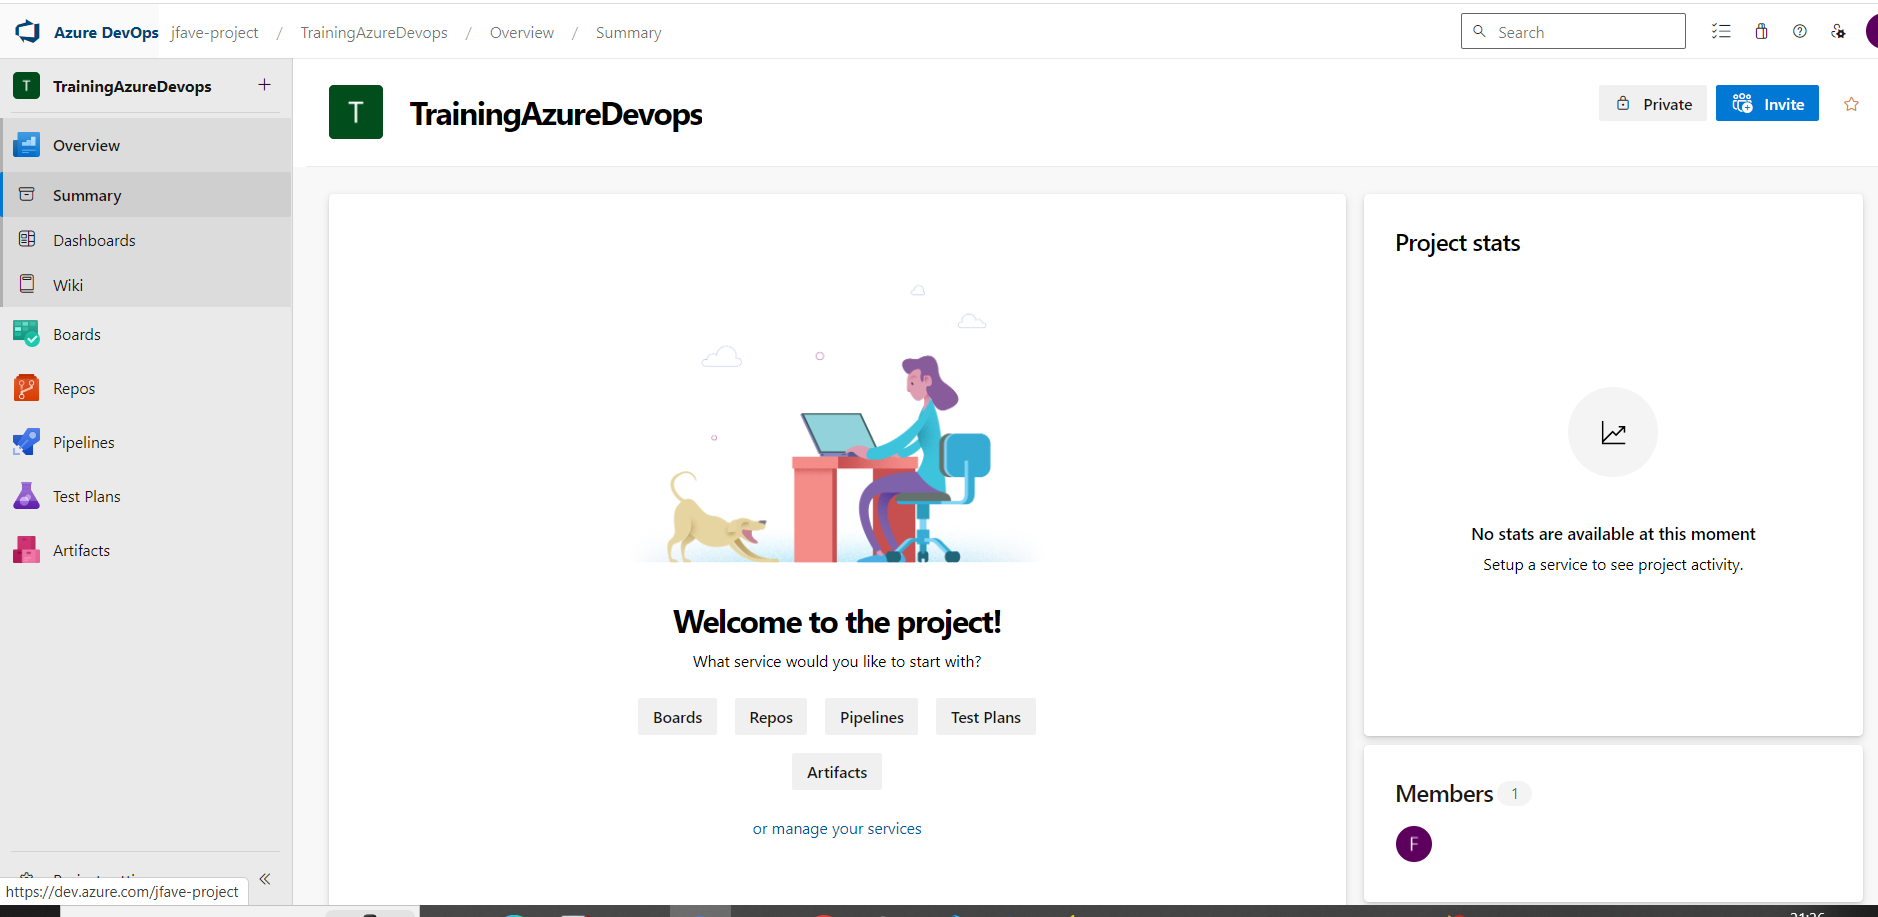 Azure DevOps jfave-project / TrainingAzureDevops / Overview / Summary
Search
T TrainingAzureDevops +
Overview
Summary
Dashboards
Wiki
Boards
Repos
Pipelines
Test Plans
Artifacts
https://dev.azure.com/jfave-project
T TrainingAzureDevops
Private
Invite
Welcome to the project!
What service would you like to start with?
Boards Repos Pipelines Test Plans
Artifacts
or manage your services
Project stats
No stats are available at this moment
Setup a service to see project activity.
Members 1
F